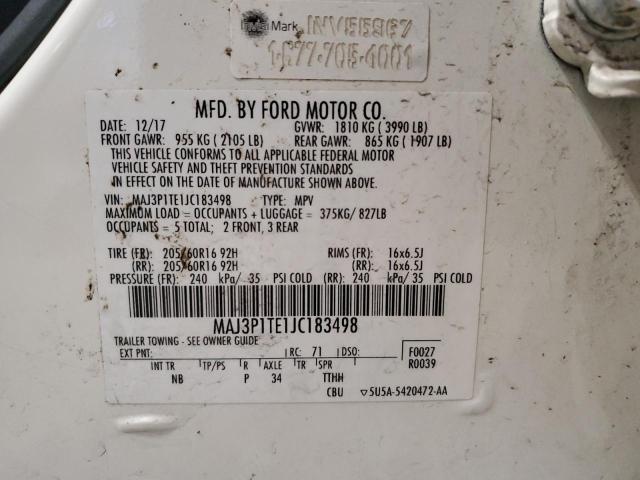 Mark INV55967
1-877-705-4001
MFD. BY FORD MOTOR CO.
DATE: 12/17 GVWR: 1810 KG ( 3990 LB)
FRONT GAWR: 955 KG ( 2105 LB) REAR GAWR: 865 KG ( 1907 LB)
THIS VEHICLE CONFORMS TO ALL APPLICABLE FEDERAL MOTOR
VEHICLE SAFETY AND THEFT PREVENTION STANDARDS
IN EFFECT ON THE DATE OF MANUFACTURE SHOWN ABOVE.
VIN: MAJ3P1TE1JC183498 TYPE: MPV
MAXIMUM LOAD = OCCUPANTS + LUGGAGE = 375KG/ 827LB
OCCUPANTS = 5 TOTAL; 2 FRONT, 3 REAR
TIRE (FR): 205/60R16 92H RIMS (FR): 16x6.5J
(RR): 205/60R16 92H (RR): 16x6.5J
PRESSURE (FR): 240 kPa/ 35 PSI COLD (RR): 240 kPa/ 35 PSI COLD
MAJ3P1TE1JC183498
TRAILER TOWING - SEE OWNER GUIDE
EXT PNT: RC: 71 DSO: F0027
R0039
INT TR TP/PS R AXLE TR SPR
NB P 34 TTHH
CBU ▽5U5A-5420472-AA